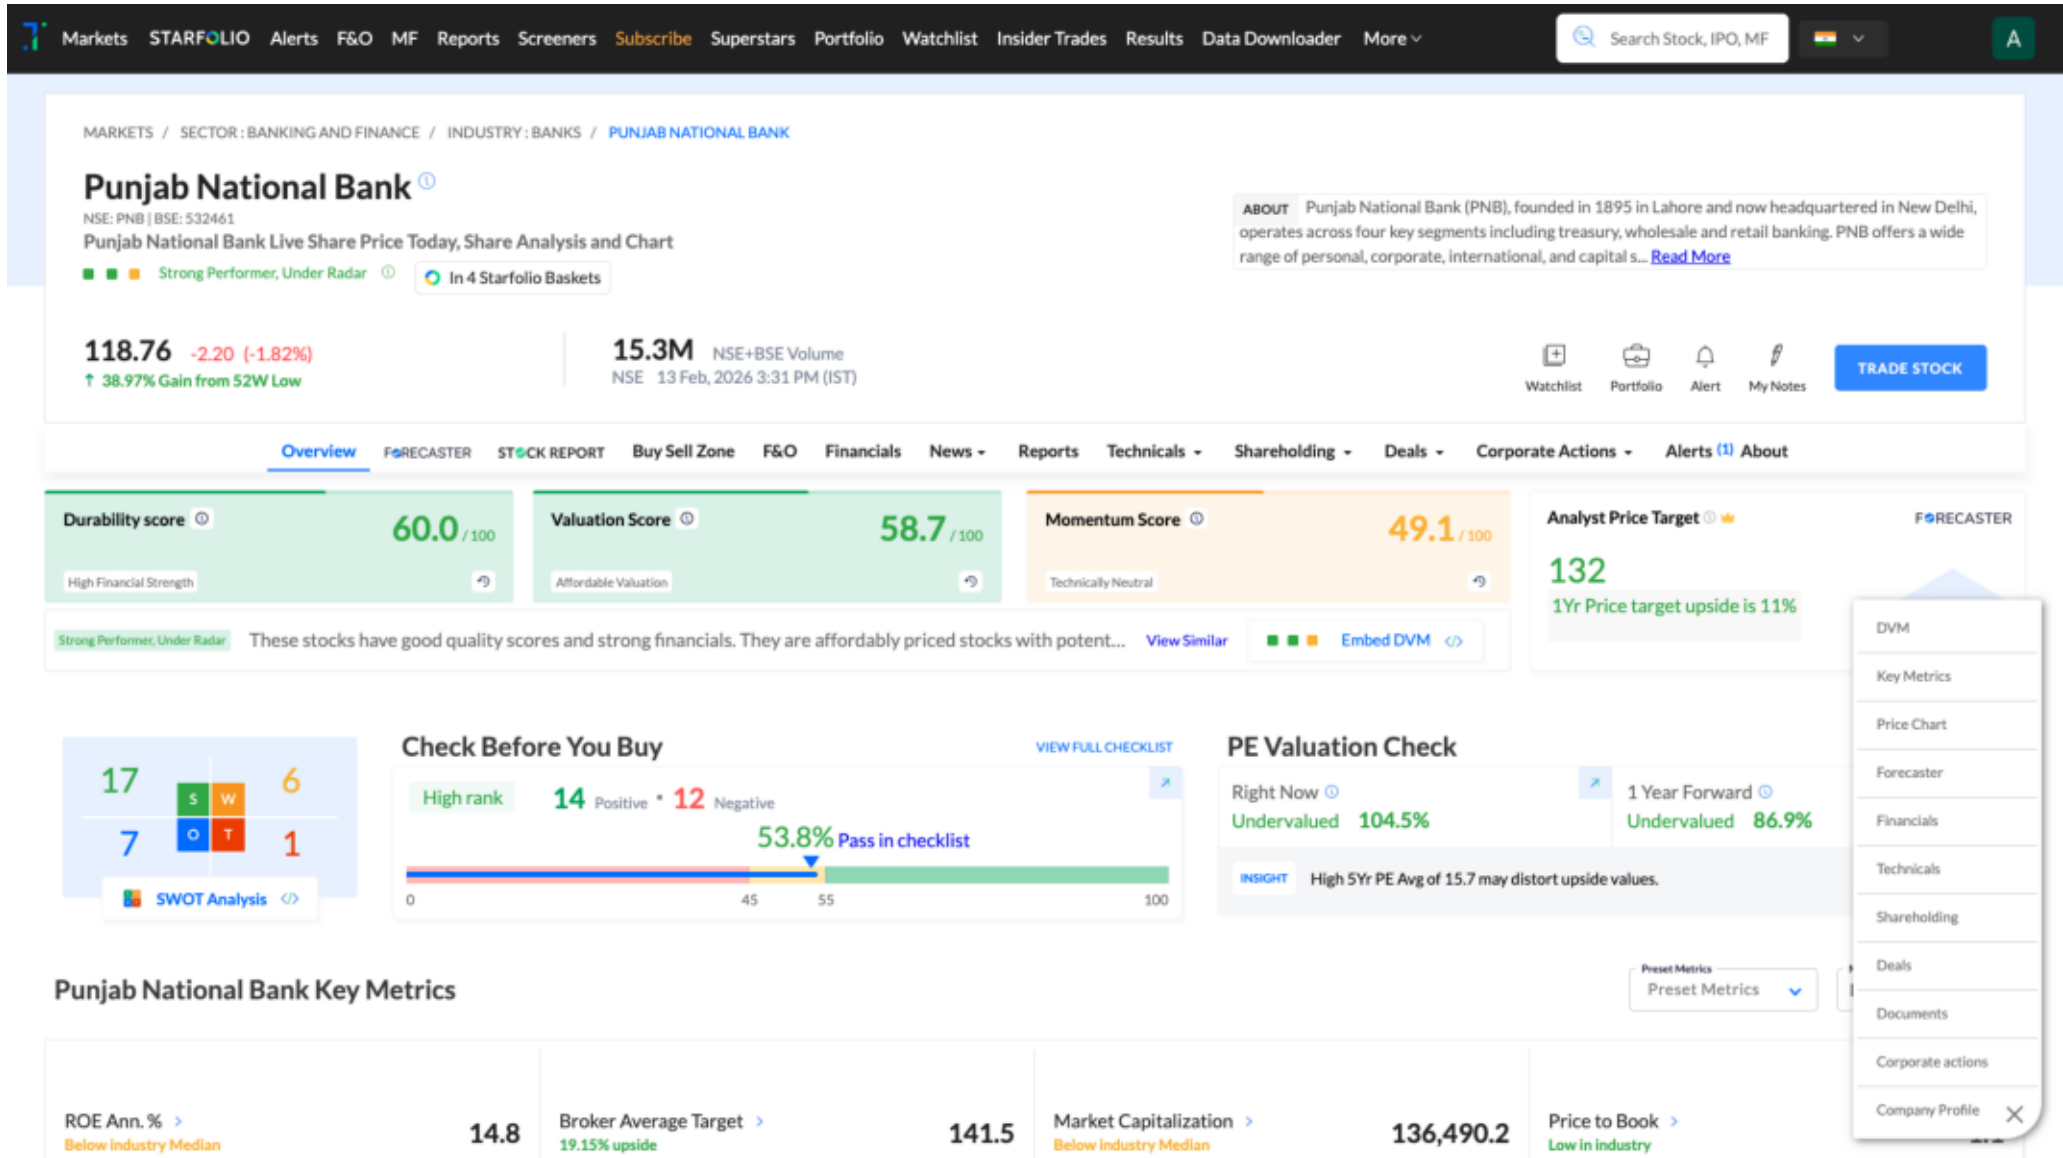 Markets STARFOLIO Alerts F&O MF Reports Screeners Subscribe Superstars Portfolio Watchlist Insider Trades Results Data Downloader More Search Stock, IPO, MF A
MARKETS / SECTOR : BANKING AND FINANCE / INDUSTRY : BANKS / PUNJAB NATIONAL BANK
Punjab National Bank
NSE: PNB | BSE: 532461
Punjab National Bank Live Share Price Today, Share Analysis and Chart
Strong Performer, Under Radar In 4 Starfolio Baskets
ABOUT Punjab National Bank (PNB), founded in 1895 in Lahore and now headquartered in New Delhi,
operates across four key segments including treasury, wholesale and retail banking. PNB offers a wide
range of personal, corporate, international, and capital s... Read More
118.76 -2.20 (-1.82%)
↑ 38.97% Gain from 52W Low
15.3M NSE+BSE Volume
NSE 13 Feb, 2026 3:31 PM (IST)
Watchlist Portfolio Alert My Notes TRADE STOCK
Overview FORECASTER STOCK REPORT Buy Sell Zone F&O Financials News Reports Technicals Shareholding Deals Corporate Actions Alerts (1) About
Durability score 60.0 / 100
High Financial Strength
Valuation Score 58.7 / 100
Affordable Valuation
Momentum Score 49.1 / 100
Technically Neutral
Analyst Price Target FORECASTER
132
1Yr Price target upside is 11%
Strong Performer, Under Radar These stocks have good quality scores and strong financials. They are affordably priced stocks with potent... View Similar Embed DVM </>
17 6
S W
O T
7 1
SWOT Analysis </>
Check Before You Buy VIEW FULL CHECKLIST
High rank 14 Positive • 12 Negative
53.8% Pass in checklist
0 45 55 100
PE Valuation Check
Right Now
Undervalued 104.5%
1 Year Forward
Undervalued 86.9%
INSIGHT High 5Yr PE Avg of 15.7 may distort upside values.
Punjab National Bank Key Metrics
Preset Metrics
Preset Metrics
ROE Ann. % > 14.8
Below industry Median
Broker Average Target > 141.5
19.15% upside
Market Capitalization > 136,490.2
Below industry Median
Price to Book >
Low in industry
DVM
Key Metrics
Price Chart
Forecaster
Financials
Technicals
Shareholding
Deals
Documents
Corporate actions
Company Profile